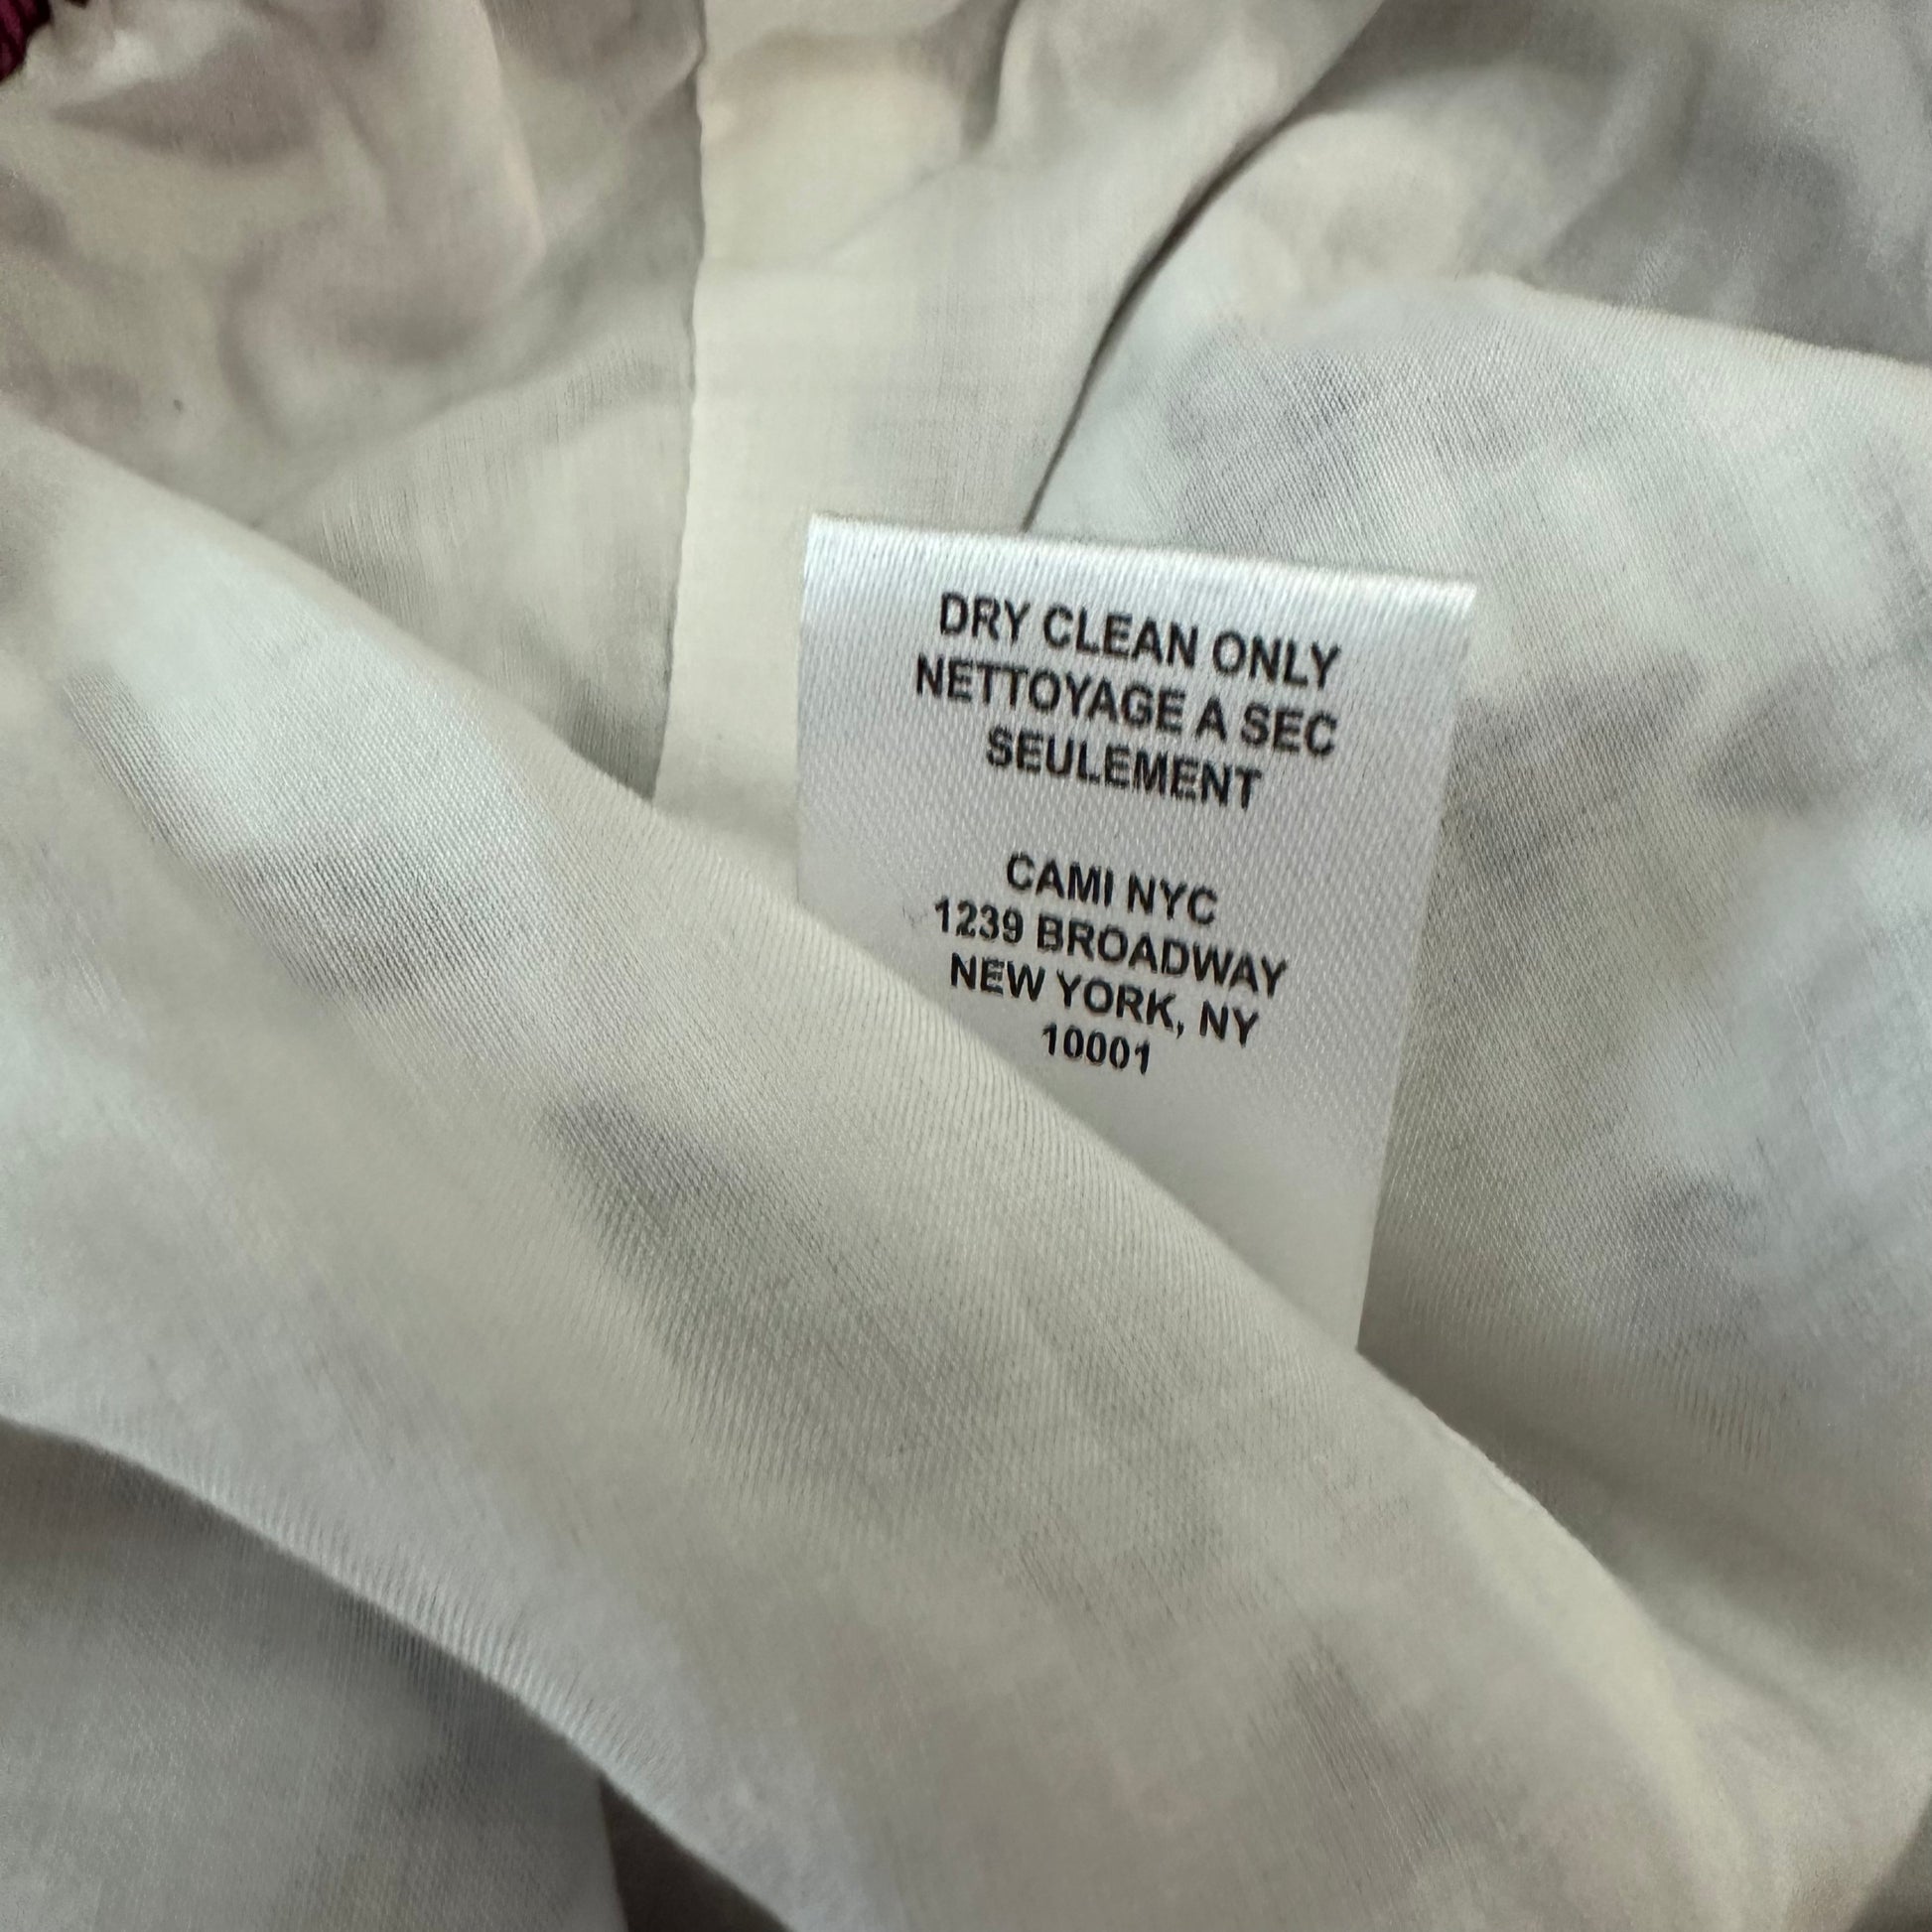 DRY CLEAN ONLY
NETTOYAGE A SEC
SEULEMENT
CAMI NYC
1239 BROADWAY
NEW YORK, NY
10001